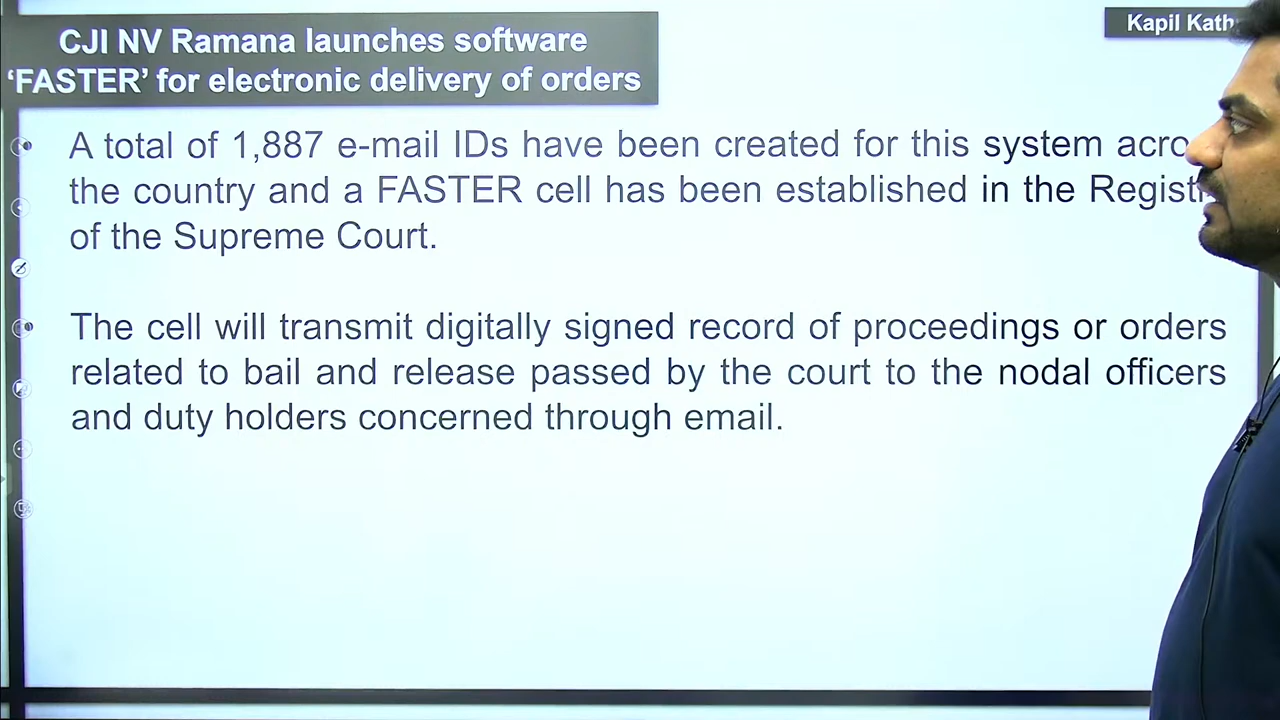 CJI NV Ramana launches software
‘FASTER’ for electronic delivery of orders
Kapil
A total of 1,887 e-mail IDs have been created for this system
the country and a FASTER cell has been established in the
of the Supreme Court.
The cell will transmit digitally signed record of proceedings or orders
related to bail and release passed by the court to the nodal officers
and duty holders concerned through email.